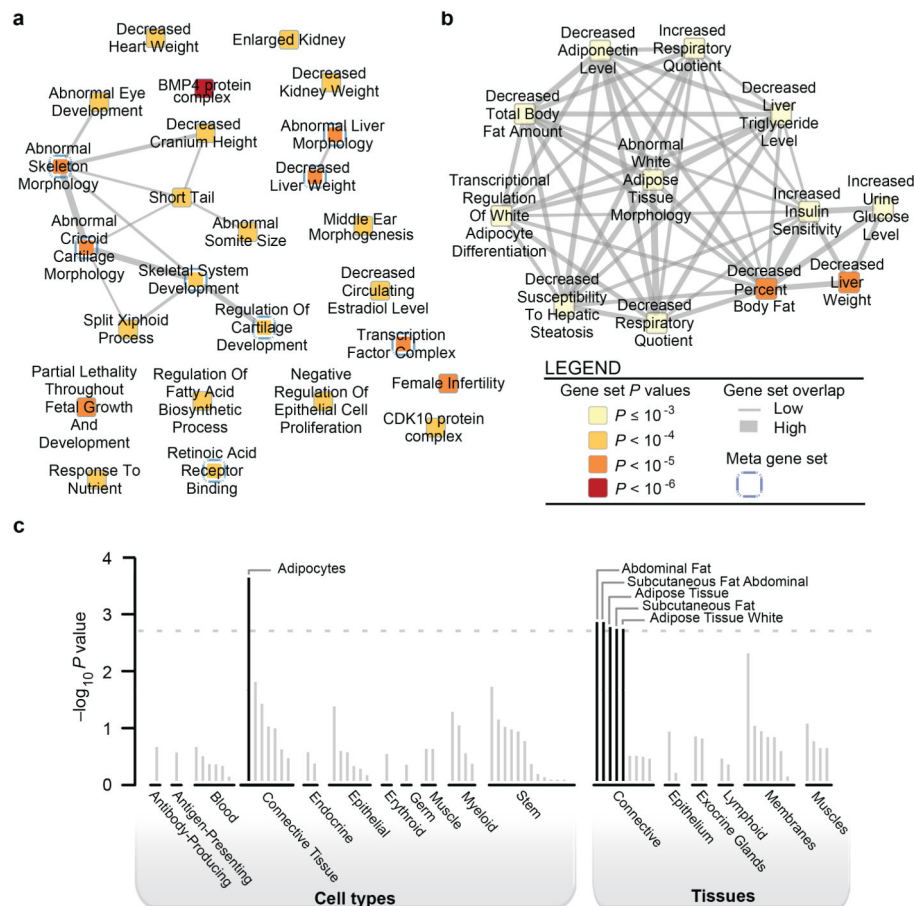 a
Decreased
Heart Weight
Enlarged Kidney
BMP4 protein
complex
Decreased
Kidney Weight
Abnormal Eye
Development
Decreased
Cranium Height
Abnormal Liver
Morphology
Abnormal
Skeleton
Morphology
Decreased
Liver Weight
Short Tail
Abnormal
Cricoid
Cartilage
Morphology
Abnormal
Somite Size
Middle Ear
Morphogenesis
Skeletal System
Development
Decreased
Circulating
Estradiol Level
Split Xiphoid
Process
Regulation Of
Cartilage
Development
Transcription
Factor Complex
Partial Lethality
Throughout
Fetal Growth
And
Development
Regulation Of
Fatty Acid
Biosynthetic
Process
Negative
Regulation Of
Epithelial Cell
Proliferation
Female Infertility
CDK10 protein
complex
Response To
Nutrient
Retinoic Acid
Receptor
Binding
b
Decreased
Adiponectin
Level
Increased
Respiratory
Quotient
Decreased
Total Body
Fat Amount
Decreased
Liver
Triglyceride
Level
Abnormal
White
Adipose
Tissue
Morphology
Transcriptional
Regulation
Of White
Adipocyte
Differentiation
Increased
Insulin
Sensitivity
Increased
Urine
Glucose
Level
Decreased
Susceptibility
To Hepatic
Steatosis
Decreased
Respiratory
Quotient
Decreased
Percent
Body Fat
Decreased
Liver
Weight
LEGEND
Gene set P values
P ≤ 10⁻³
P < 10⁻⁴
P < 10⁻⁵
P < 10⁻⁶
Gene set overlap
Low
High
Meta gene set
c
–log₁₀ P value
4
3
2
1
0
Adipocytes
Abdominal Fat
Subcutaneous Fat Abdominal
Adipose Tissue
Subcutaneous Fat
Adipose Tissue White
Antibody-Producing
Antigen-Presenting
Blood
Connective Tissue
Endocrine
Epithelial
Erythroid
Germ
Muscle
Myeloid
Stem
Connective
Epithelium
Exocrine Glands
Lymphoid
Membranes
Muscles
Cell types
Tissues